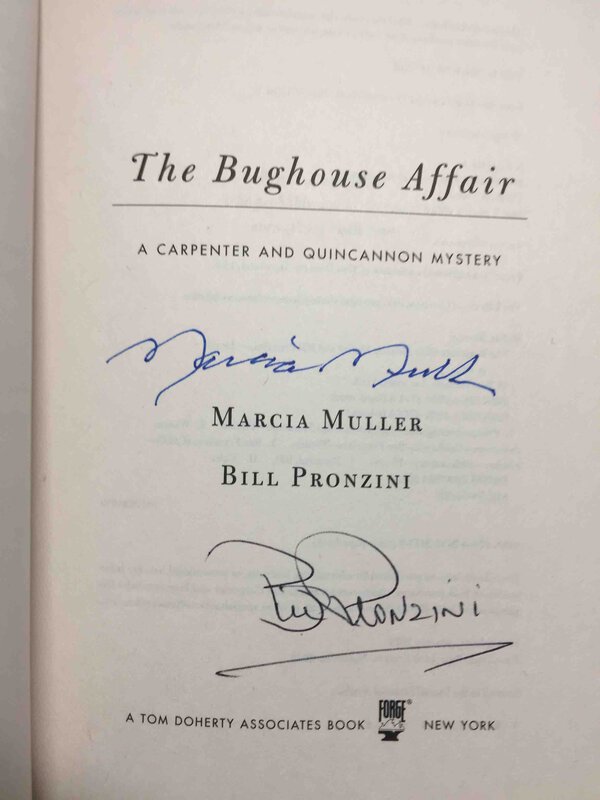 The Bughouse Affair
A CARPENTER AND QUINCANNON MYSTERY
Marcia Muller
MARCIA MULLER
BILL PRONZINI
Bill Pronzini
A TOM DOHERTY ASSOCIATES BOOK FORGE® NEW YORK